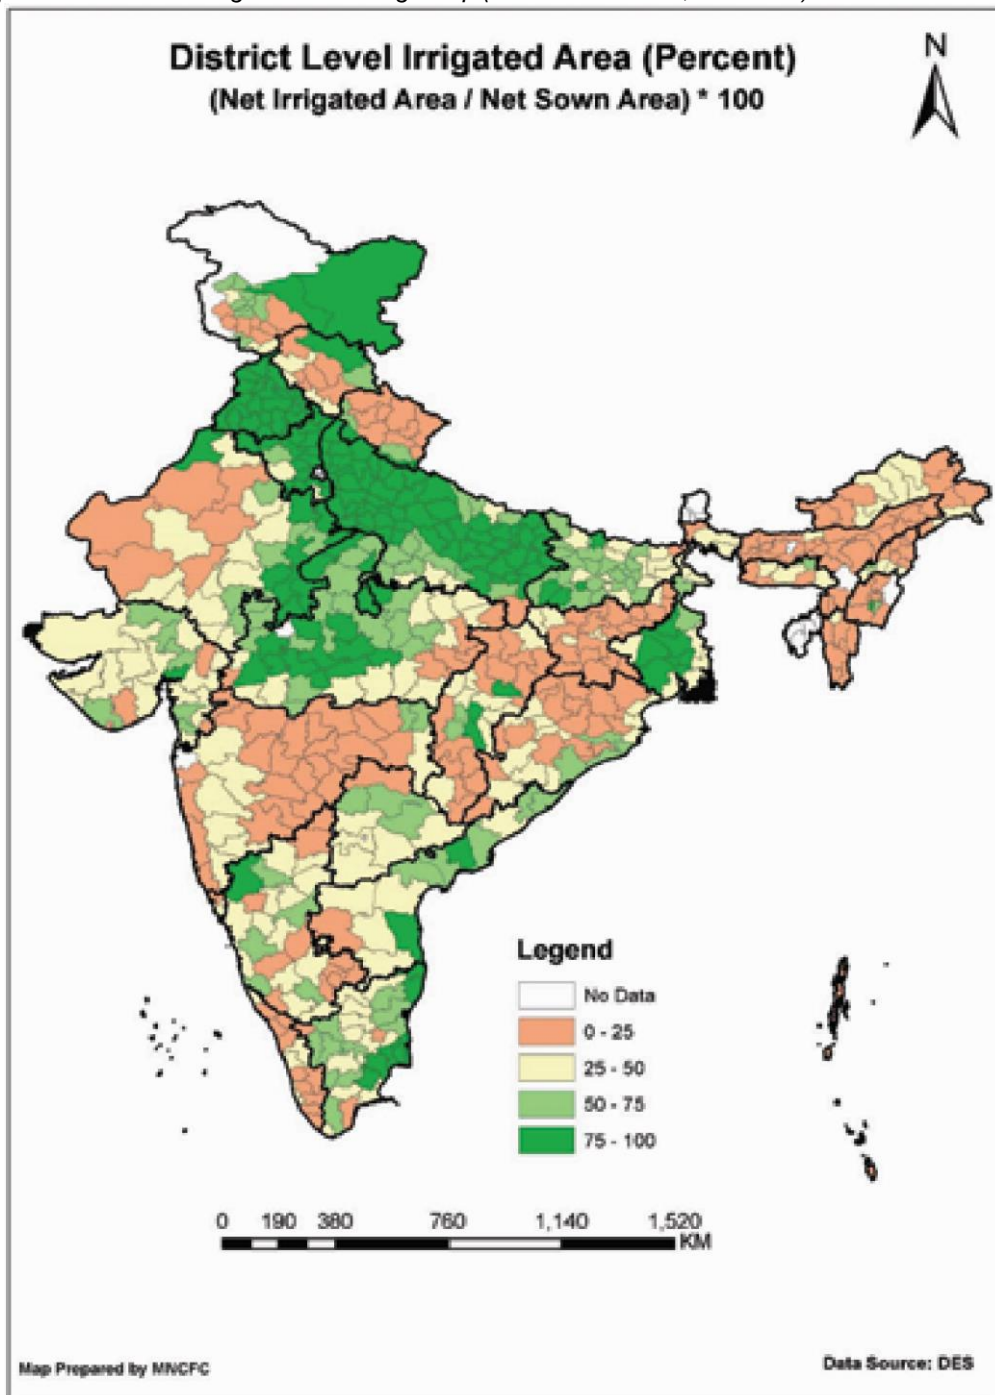 District Level Irrigated Area (Percent)
(Net Irrigated Area / Net Sown Area) * 100
N
Legend
No Data
0 - 25
25 - 50
50 - 75
75 - 100
0 190 380 760 1,140 1,520
KM
Map Prepared by MNCFC
Data Source: DES